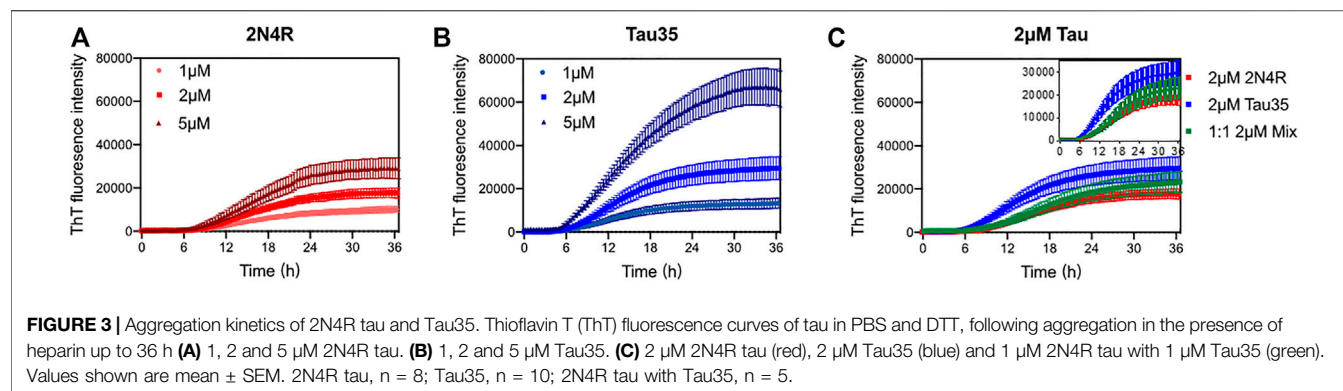 A
2N4R
ThT fluoresence intensity
80000
60000
40000
20000
0
1μM
2μM
5μM
0 6 12 18 24 30 36
Time (h)
B
Tau35
ThT fluoresence intensity
80000
60000
40000
20000
0
1μM
2μM
5μM
0 6 12 18 24 30 36
Time (h)
C
2μM Tau
ThT fluoresence intensity
80000
60000
40000
20000
0
30000
20000
10000
0
0 6 12 18 24 30 36
2μM 2N4R
2μM Tau35
1:1 2μM Mix
0 6 12 18 24 30 36
Time (h)
FIGURE 3 | Aggregation kinetics of 2N4R tau and Tau35. Thioflavin T (ThT) fluorescence curves of tau in PBS and DTT, following aggregation in the presence of
heparin up to 36 h (A) 1, 2 and 5 μM 2N4R tau. (B) 1, 2 and 5 μM Tau35. (C) 2 μM 2N4R tau (red), 2 μM Tau35 (blue) and 1 μM 2N4R tau with 1 μM Tau35 (green).
Values shown are mean ± SEM. 2N4R tau, n = 8; Tau35, n = 10; 2N4R tau with Tau35, n = 5.